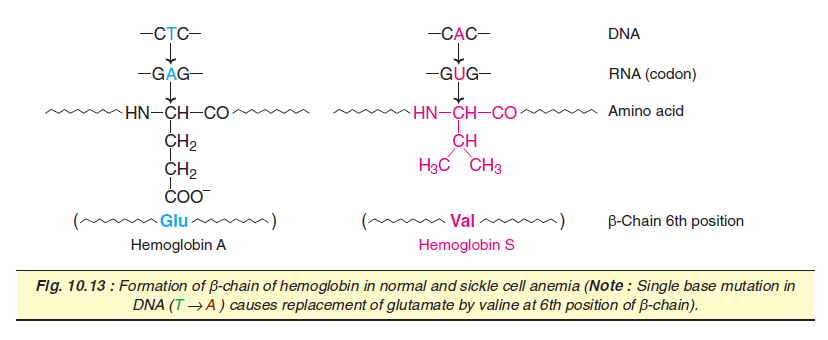 —CTC— —CAC— DNA
—GAG— —GUG— RNA (codon)
HN—CH—CO HN—CH—CO Amino acid
CH₂ CH
CH₂ H₃C CH₃
COO⁻
( Glu ) ( Val ) β-Chain 6th position
Hemoglobin A Hemoglobin S
Fig. 10.13 : Formation of β-chain of hemoglobin in normal and sickle cell anemia (Note : Single base mutation in
DNA (T → A ) causes replacement of glutamate by valine at 6th position of β-chain).